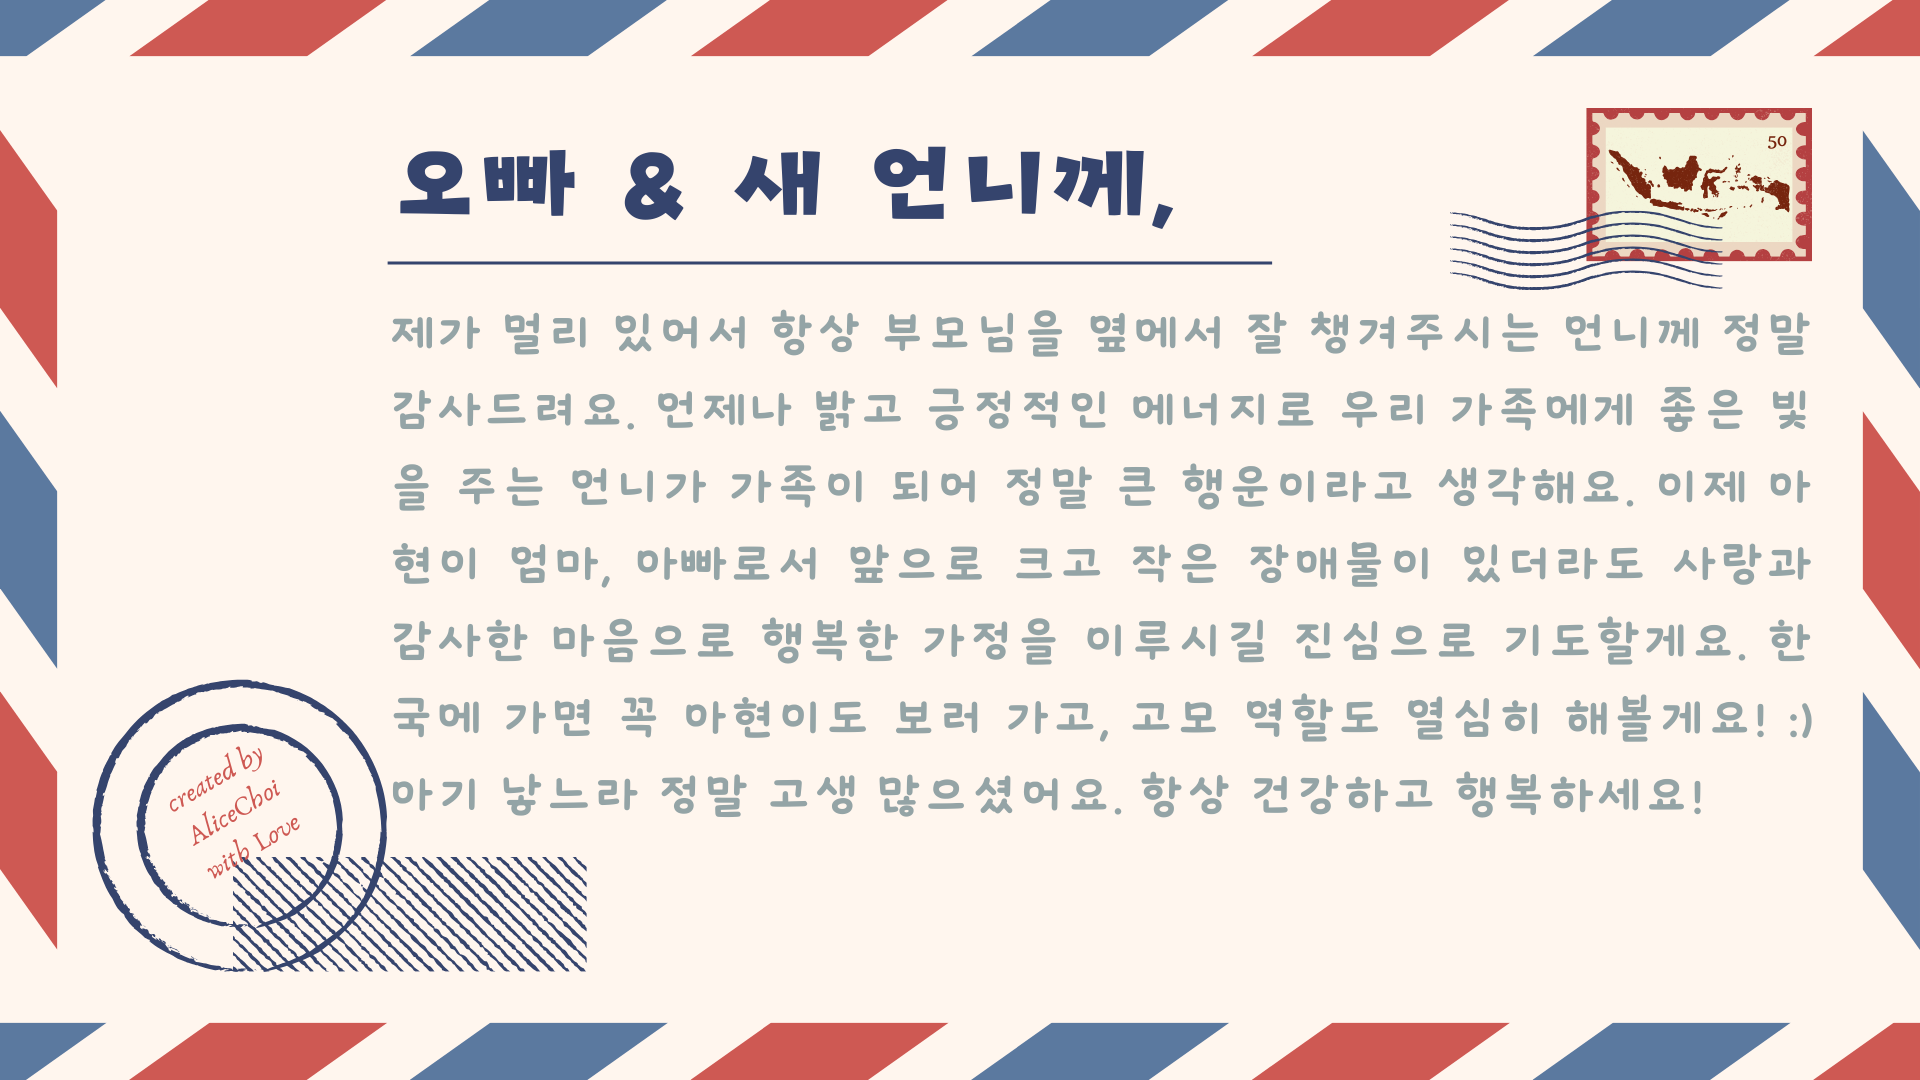 오빠 & 새 언니께,
50
제가 멀리 있어서 항상 부모님을 옆에서 잘 챙겨주시는 언니께 정말
감사드려요. 언제나 밝고 긍정적인 에너지로 우리 가족에게 좋은 빛
을 주는 언니가 가족이 되어 정말 큰 행운이라고 생각해요. 이제 아
현이 엄마, 아빠로서 앞으로 크고 작은 장애물이 있더라도 사랑과
감사한 마음으로 행복한 가정을 이루시길 진심으로 기도할게요. 한
국에 가면 꼭 아현이도 보러 가고, 고모 역할도 열심히 해볼게요! :)
아기 낳느라 정말 고생 많으셨어요. 항상 건강하고 행복하세요!
created by
AliceChoi
with Love